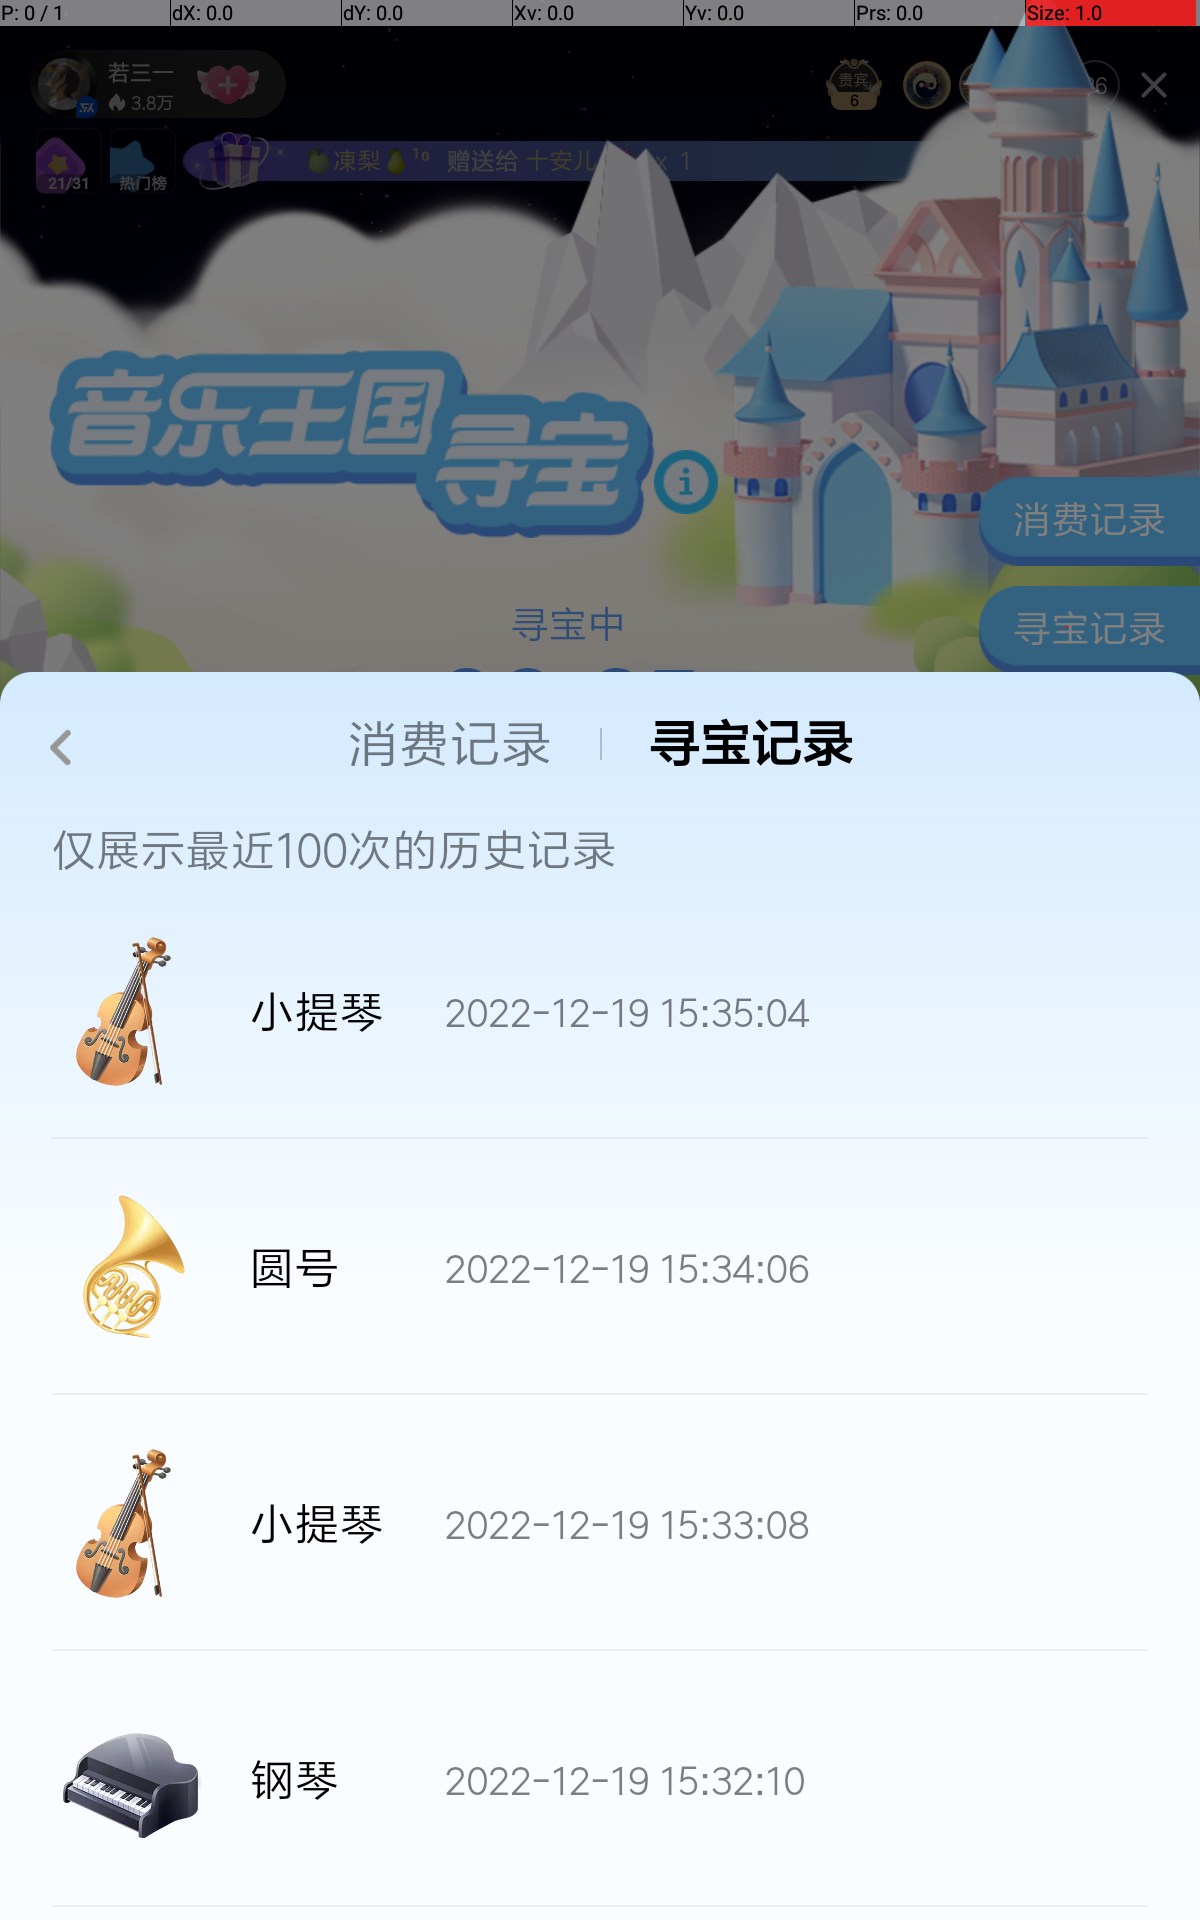 P: 0 / 1 dX: 0.0 dY: 0.0 Xv: 0.0 Yv: 0.0 Prs: 0.0 Size: 1.0
若三一
3.8万
贵宾
6
21/31
热门榜
凍梨 10 赠送给 十安儿 x 1
音乐王国
寻宝
消费记录
寻宝记录
寻宝中
消费记录 寻宝记录
仅展示最近100次的历史记录
小提琴 2022-12-19 15:35:04
圆号 2022-12-19 15:34:06
小提琴 2022-12-19 15:33:08
钢琴 2022-12-19 15:32:10